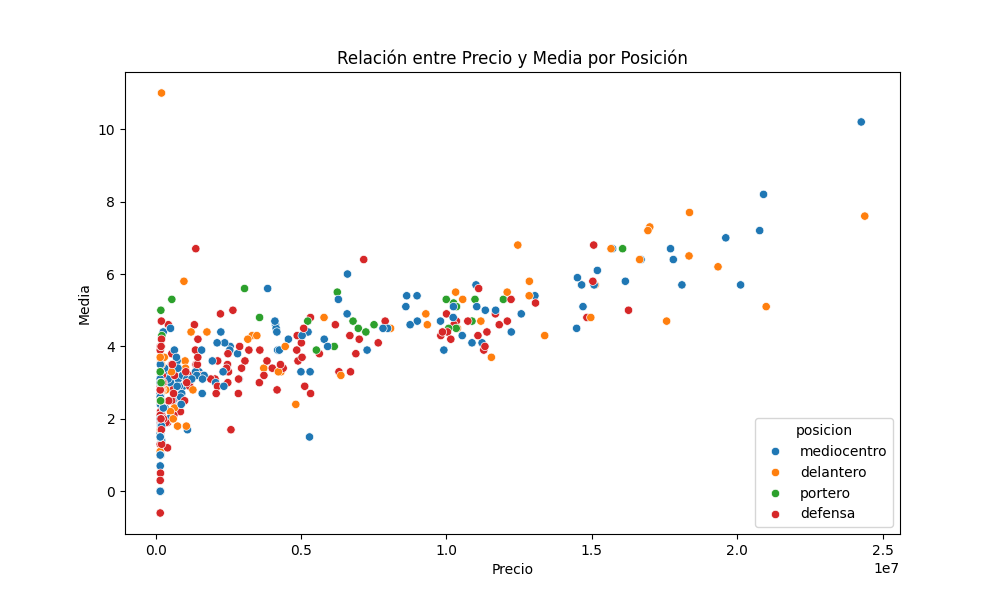 Relación entre Precio y Media por Posición
Media
10
8
6
4
2
0
posicion
mediocentro
delantero
portero
defensa
0.0
0.5
1.0
1.5
2.0
2.5
1e7
Precio